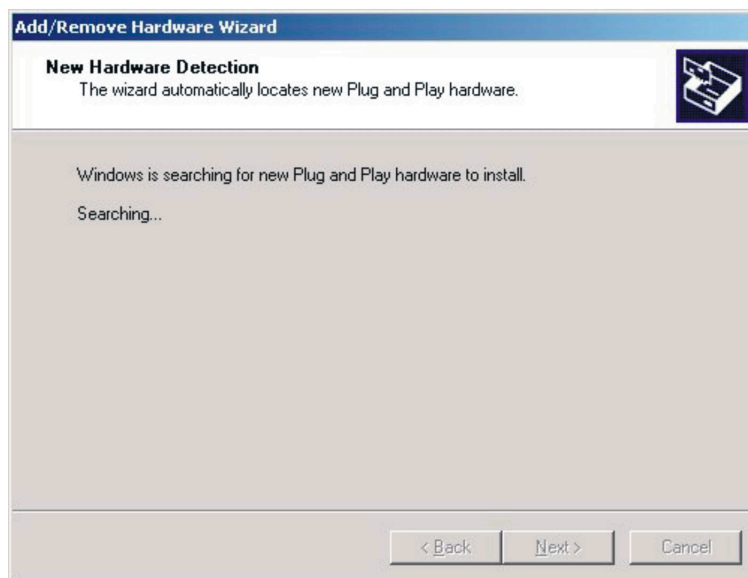 Add/Remove Hardware Wizard
New Hardware Detection
The wizard automatically locates new Plug and Play hardware.
Windows is searching for new Plug and Play hardware to install.
Searching...
< Back
Next >
Cancel